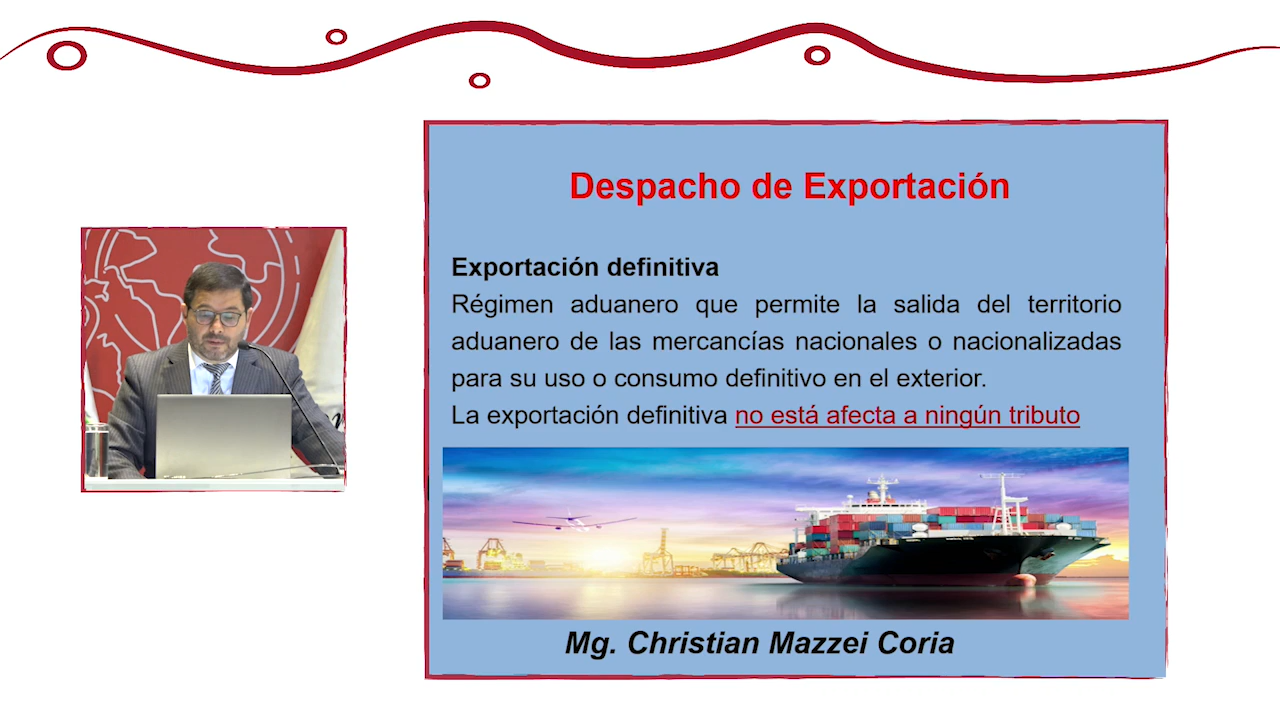 Despacho de Exportación
Exportación definitiva
Régimen aduanero que permite la salida del territorio
aduanero de las mercancías nacionales o nacionalizadas
para su uso o consumo definitivo en el exterior.
La exportación definitiva no está afecta a ningún tributo
Mg. Christian Mazzei Coria